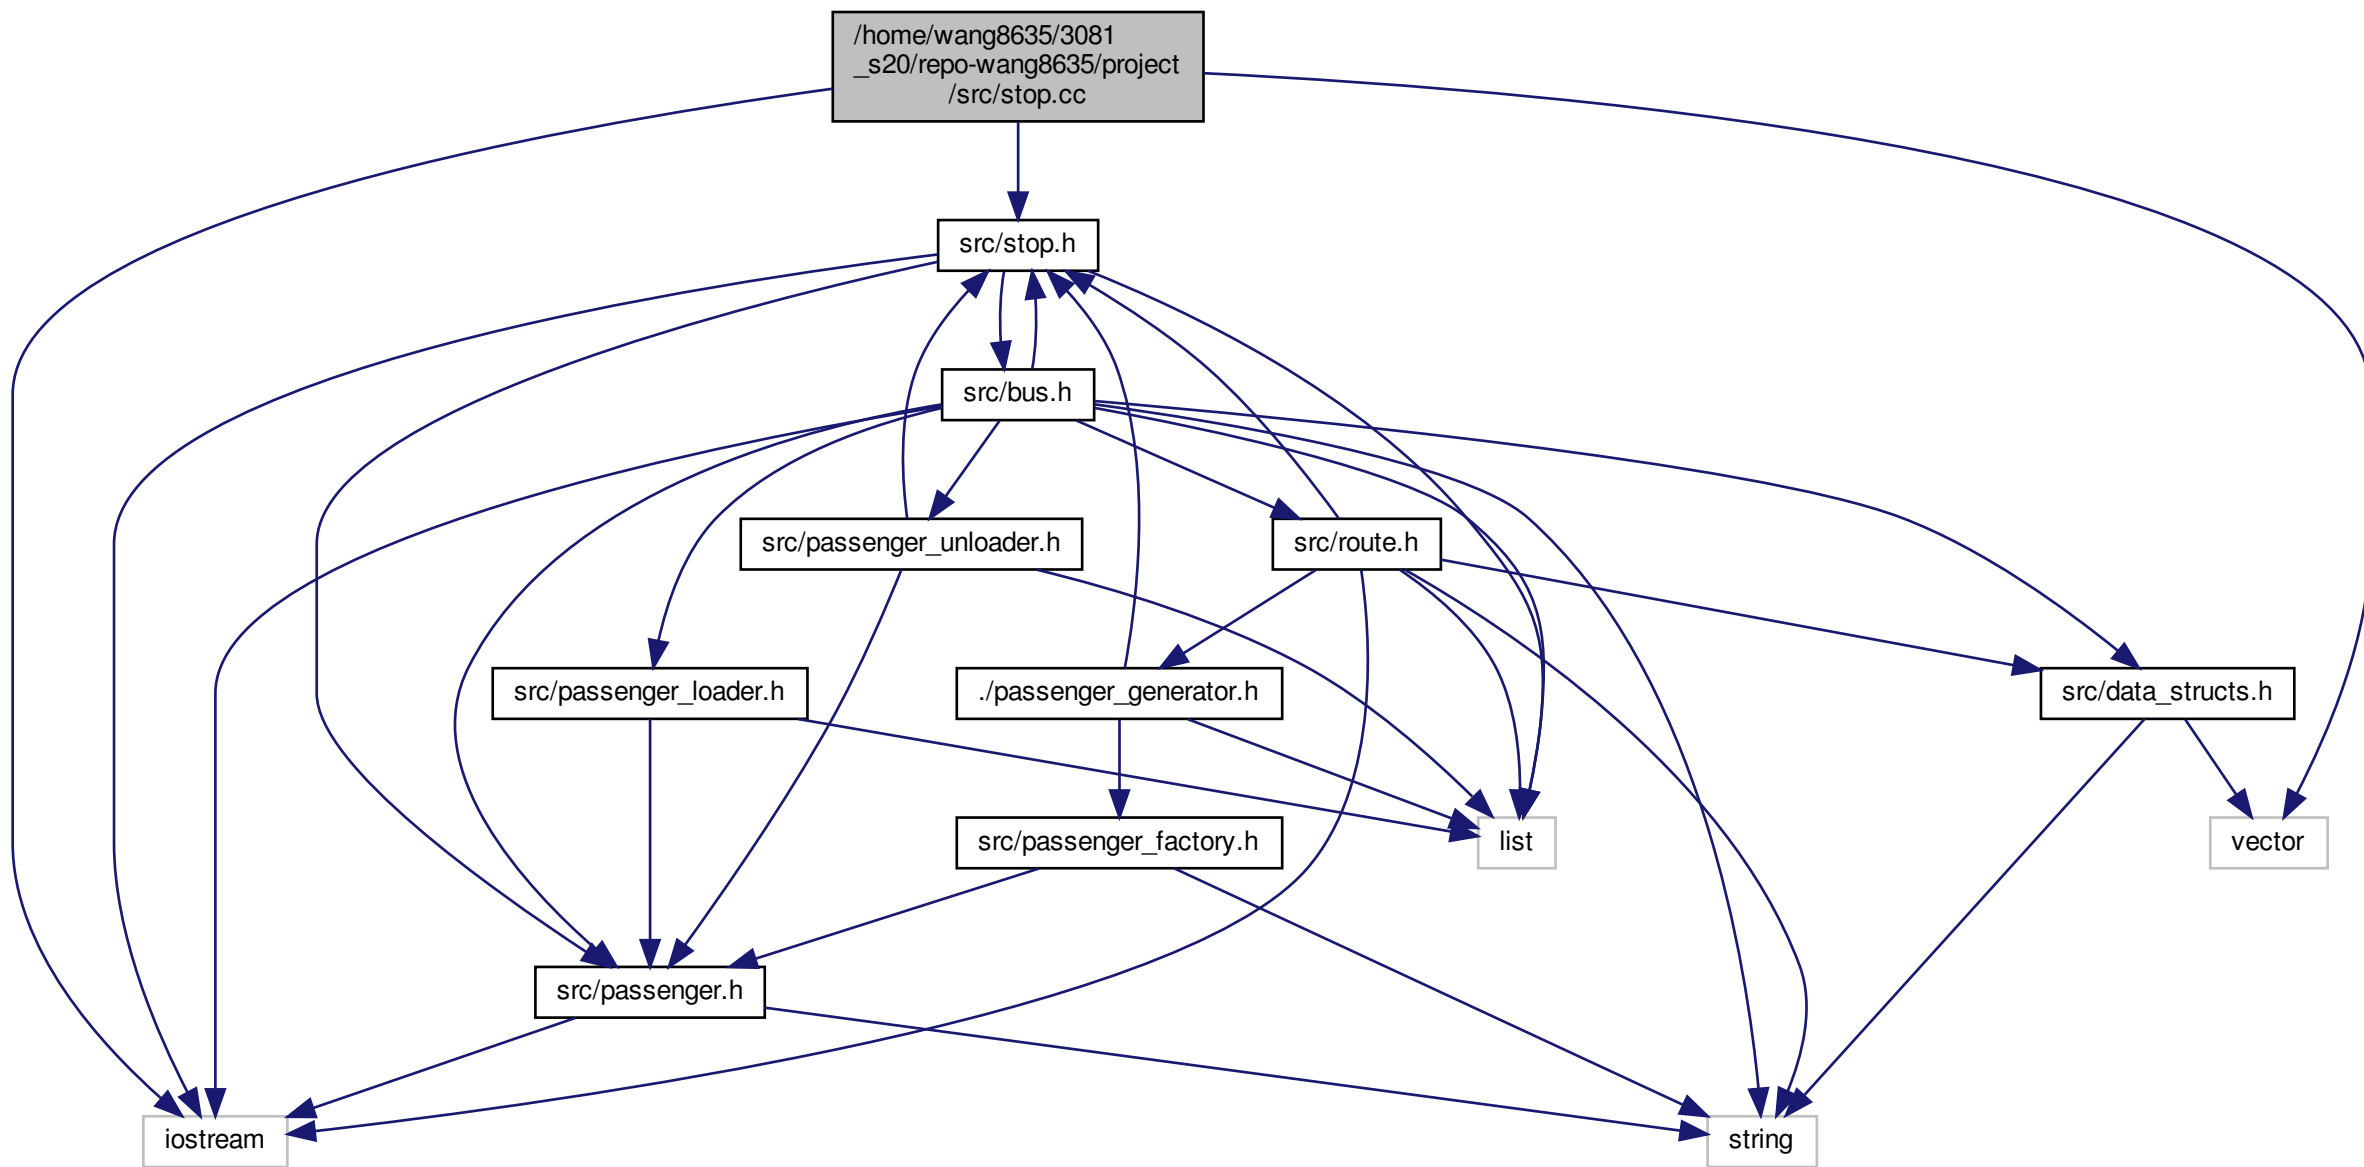 /home/wang8635/3081
_s20/repo-wang8635/project
/src/stop.cc
src/stop.h
src/bus.h
src/passenger_unloader.h
src/route.h
src/passenger_loader.h
./passenger_generator.h
src/data_structs.h
src/passenger_factory.h
list
vector
src/passenger.h
iostream
string